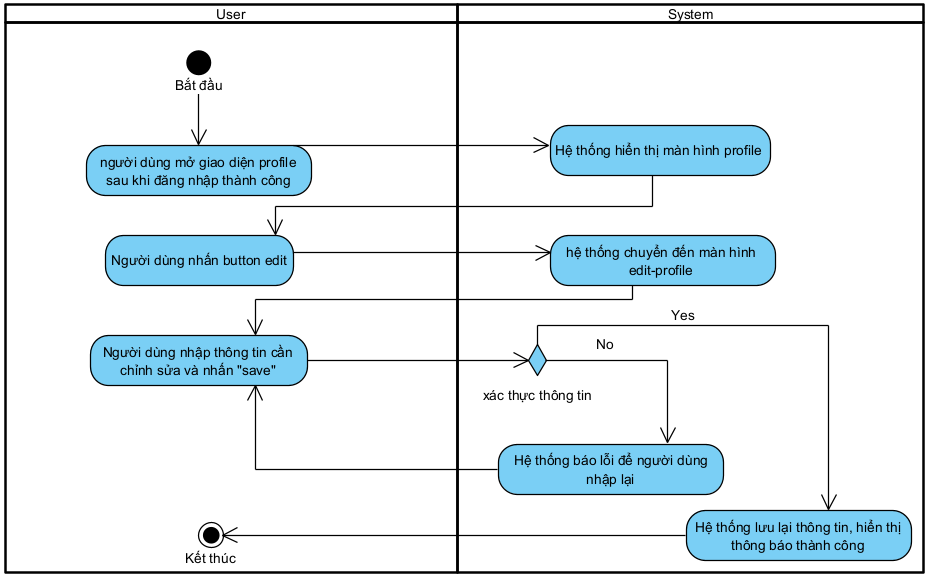 User
System
Bắt đầu
người dùng mở giao diện profile
sau khi đăng nhập thành công
Hệ thống hiển thị màn hình profile
Người dùng nhấn button edit
hệ thống chuyển đến màn hình
edit-profile
Người dùng nhập thông tin cần
chỉnh sửa và nhấn "save"
Yes
No
xác thực thông tin
Hệ thống báo lỗi để người dùng
nhập lại
Hệ thống lưu lại thông tin, hiển thị
thông báo thành công
Kết thúc